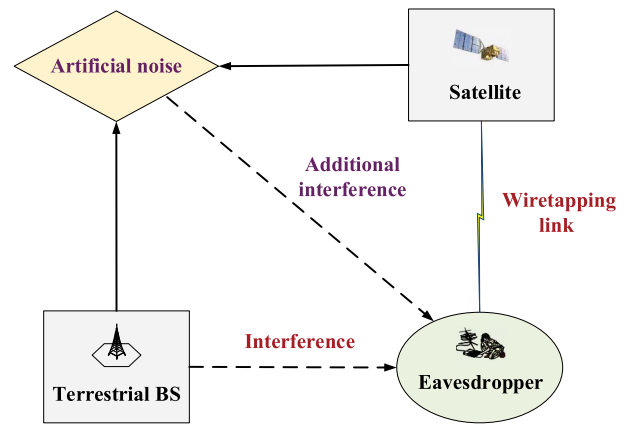 Artificial noise
Satellite
Additional
interference
Wiretapping
link
Interference
Terrestrial BS
Eavesdropper